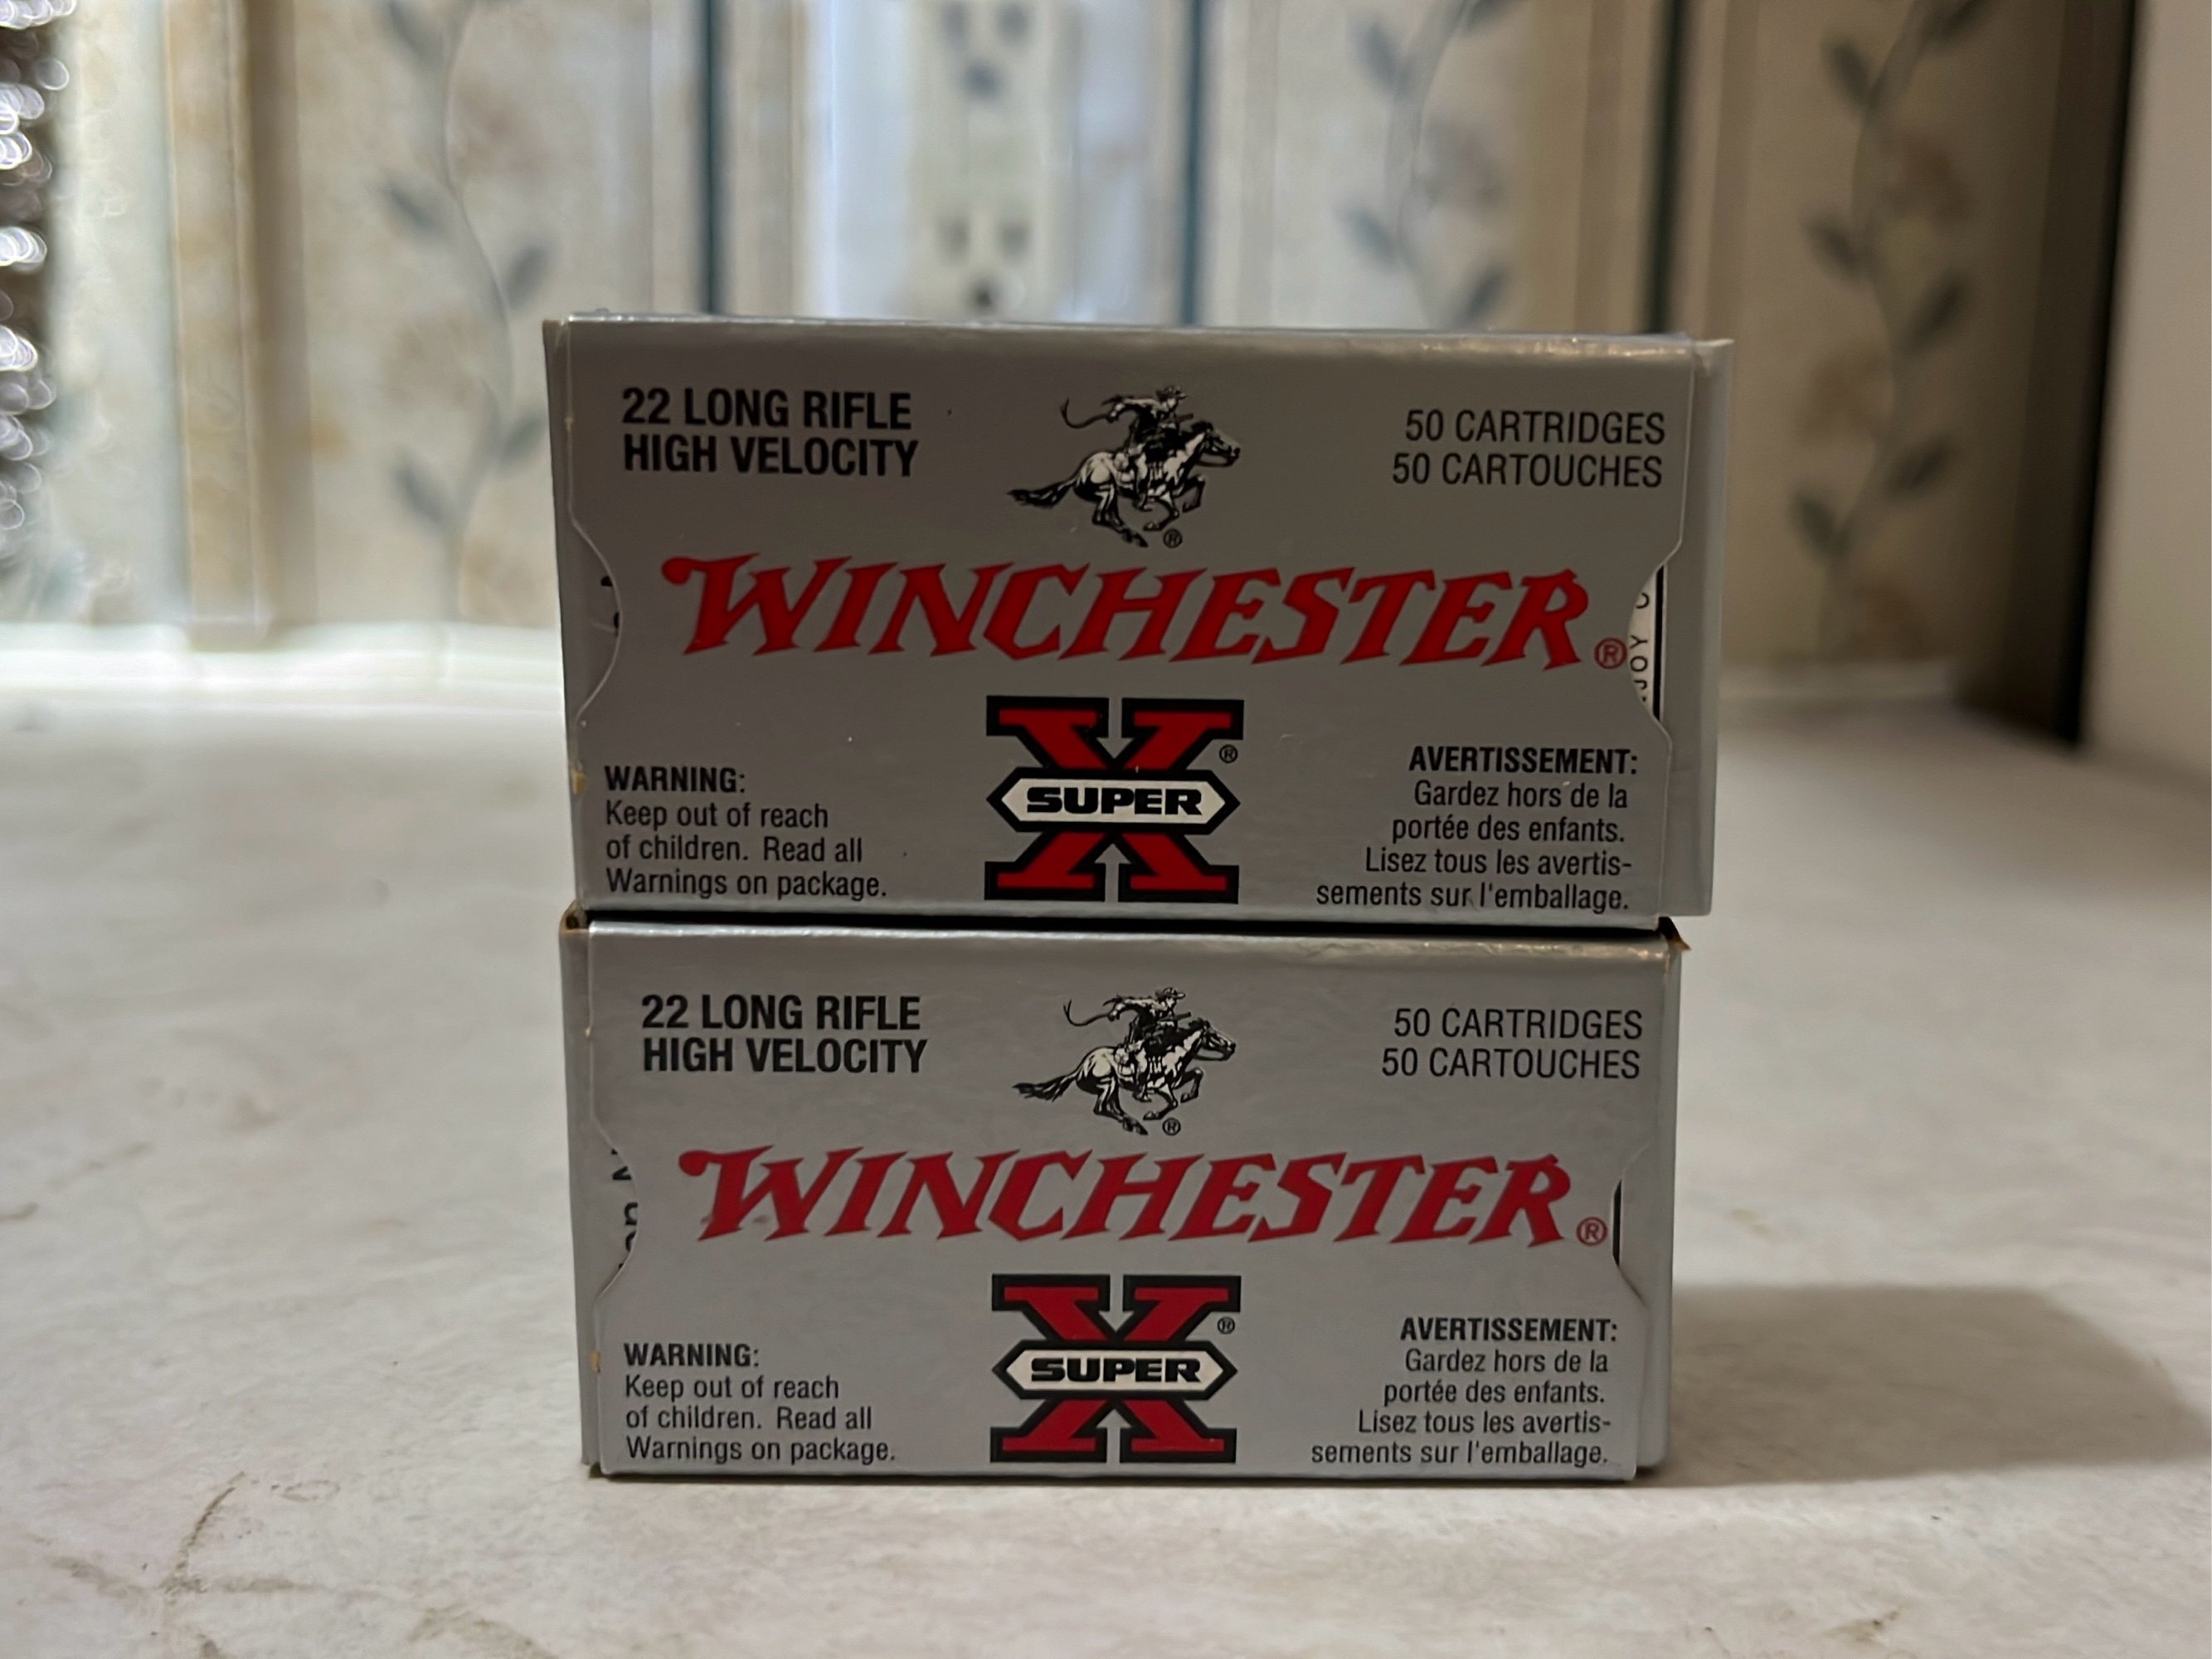 22 LONG RIFLE
HIGH VELOCITY
50 CARTRIDGES
50 CARTOUCHES
®
WINCHESTER®
X SUPER ®
WARNING:
Keep out of reach
of children. Read all
Warnings on package.
AVERTISSEMENT:
Gardez hors de la
portée des enfants.
Lisez tous les avertis-
sements sur l'emballage.
22 LONG RIFLE
HIGH VELOCITY
50 CARTRIDGES
50 CARTOUCHES
®
WINCHESTER®
X SUPER ®
WARNING:
Keep out of reach
of children. Read all
Warnings on package.
AVERTISSEMENT:
Gardez hors de la
portée des enfants.
Lisez tous les avertis-
sements sur l'emballage.